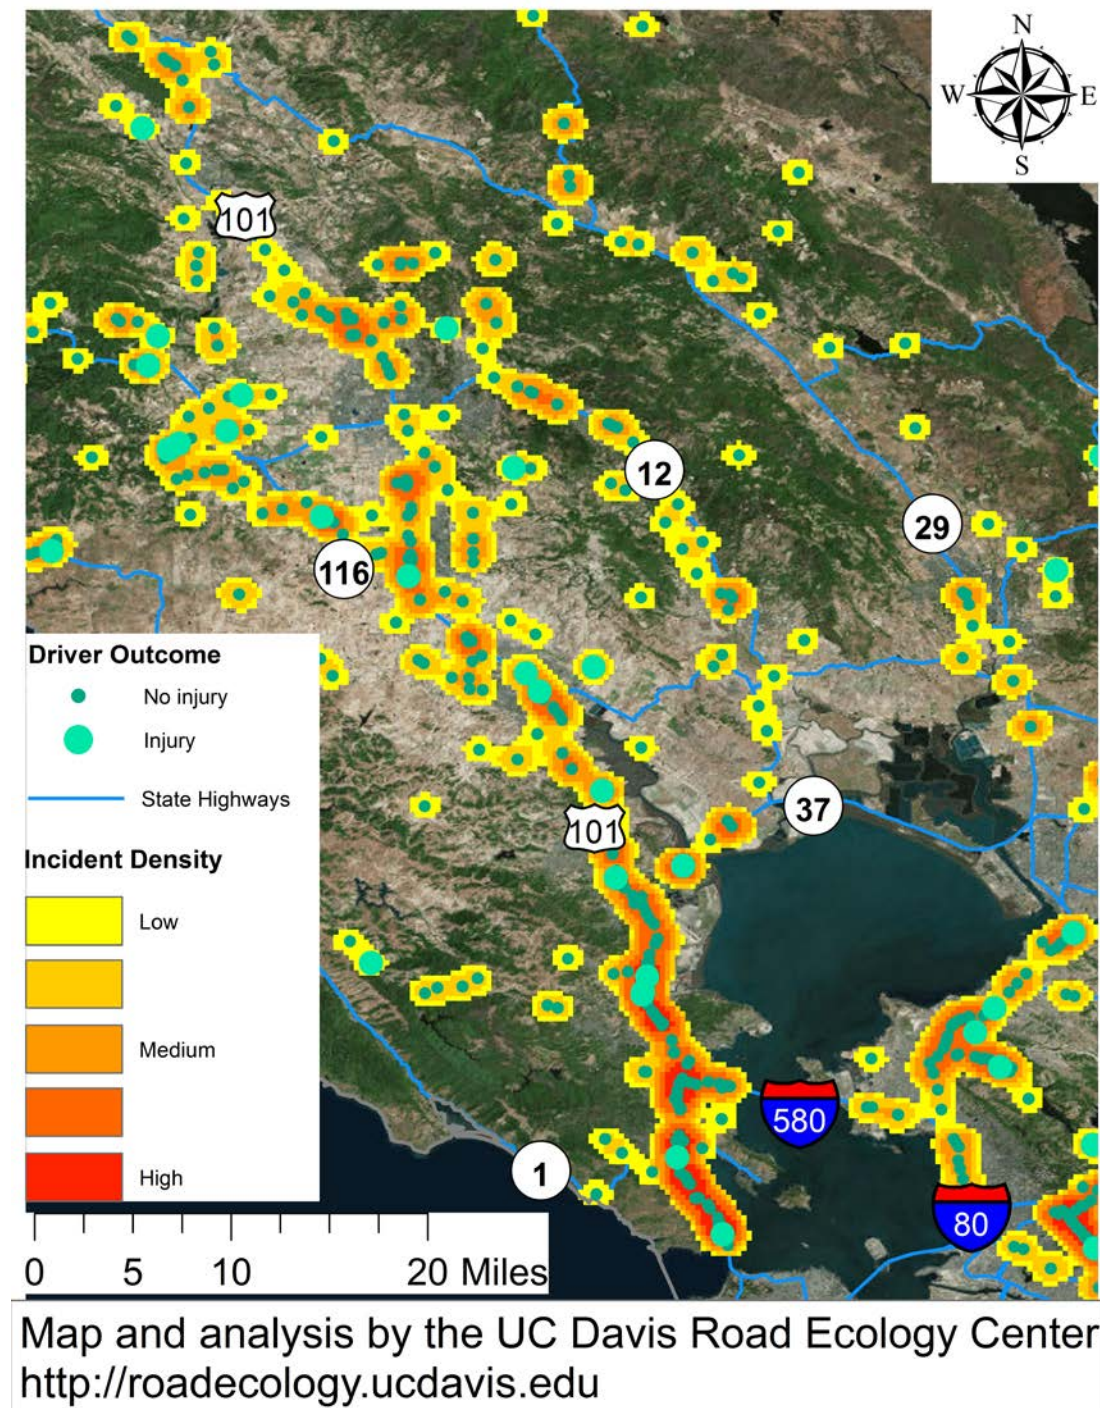 N
W E
S
101
12
29
116
Driver Outcome
No injury
Injury
State Highways
37
101
Incident Density
Low
Medium
High
580
1
80
0 5 10 20 Miles
Map and analysis by the UC Davis Road Ecology Center
http://roadecology.ucdavis.edu